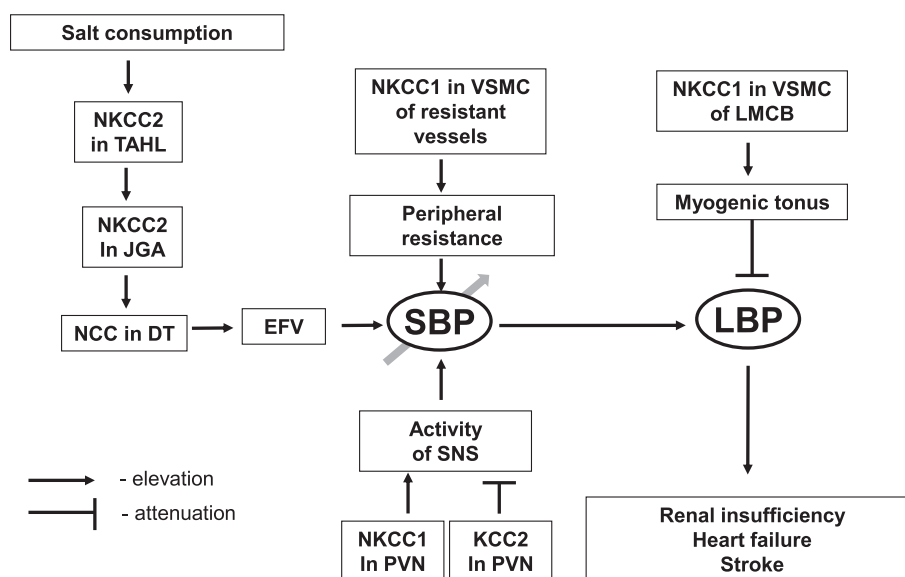 Salt consumption
NKCC2
in TAHL
NKCC2
In JGA
NCC in DT
EFV
NKCC1 in VSMC
of resistant
vessels
Peripheral
resistance
SBP
Activity
of SNS
NKCC1
In PVN
KCC2
In PVN
NKCC1 in VSMC
of LMCB
Myogenic tonus
LBP
Renal insufficiency
Heart failure
Stroke
- elevation
- attenuation